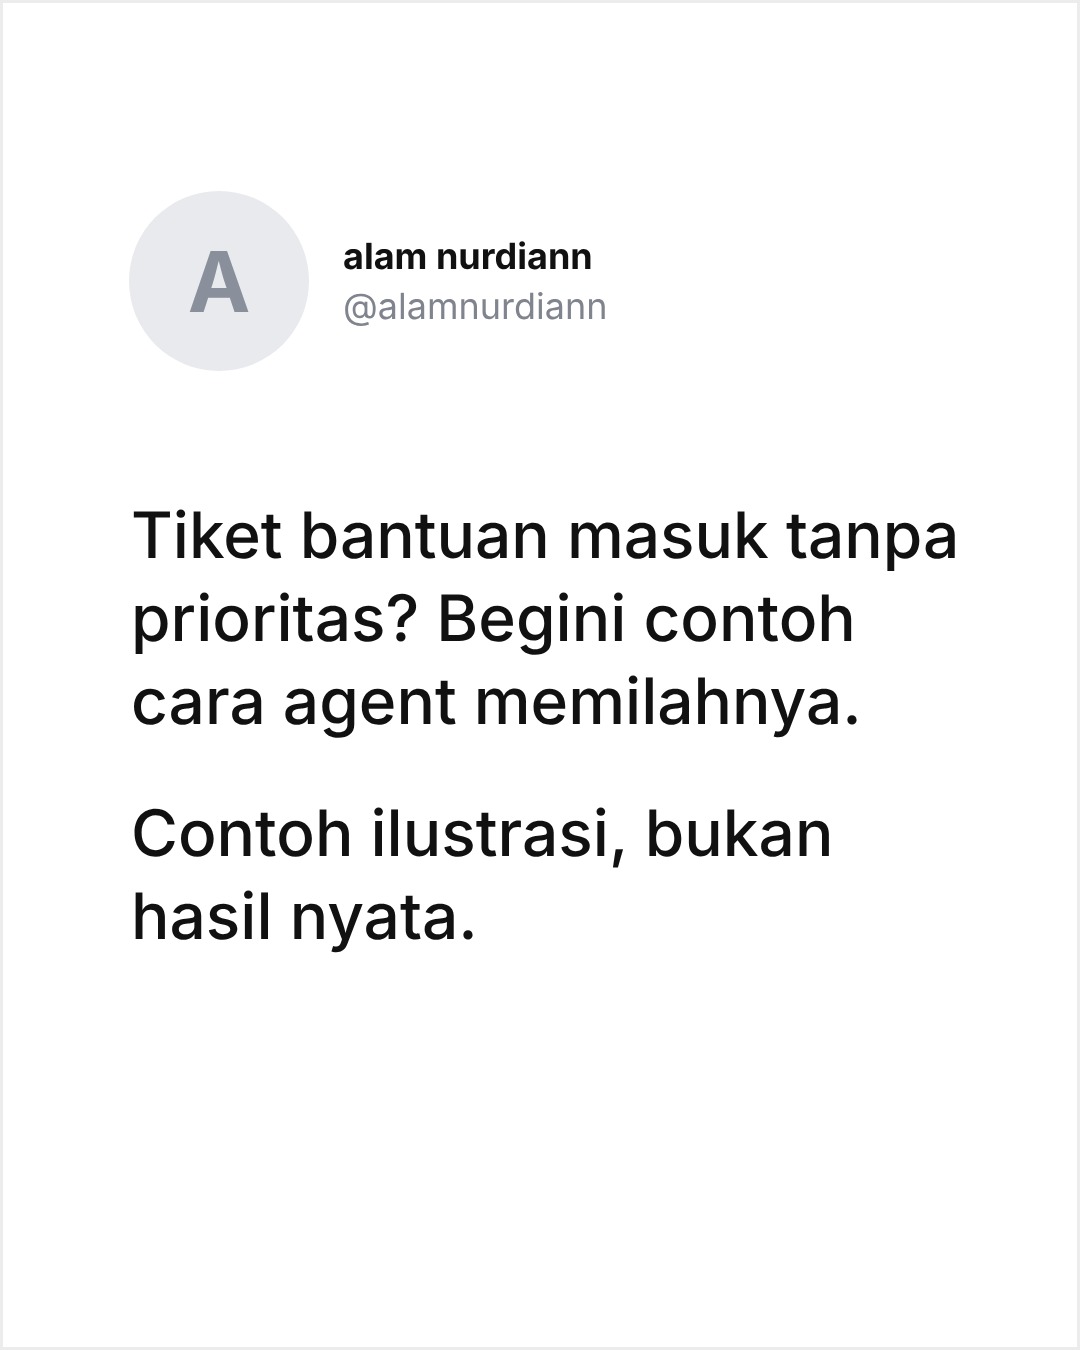 A
alam nurdiann
@alamnurdiann
Tiket bantuan masuk tanpa
prioritas? Begini contoh
cara agent memilahnya.
Contoh ilustrasi, bukan
hasil nyata.